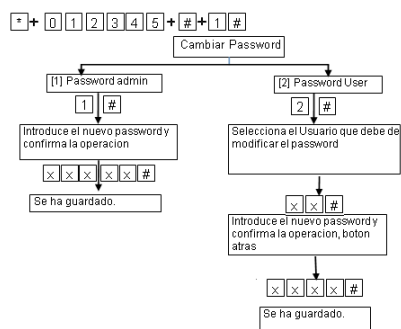 * + 0 1 2 3 4 5 + # + 1 #
Cambiar Password
[1] Password admin
1 #
Introduce el nuevo password y
confirma la operacion
x x x x x #
Se ha guardado.
[2] Password User
2 #
Selecciona el Usuario que debe de
modificar el password
x x #
Introduce el nuevo password y
confirma la operacion, boton
atras
x x x x #
Se ha guardado.